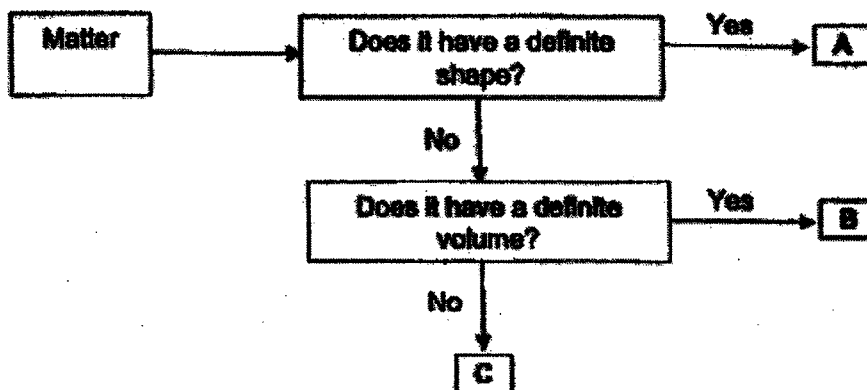 Matter
Does it have a definite
shape?
Yes
A
No
Does it have a definite
volume?
Yes
B
No
C